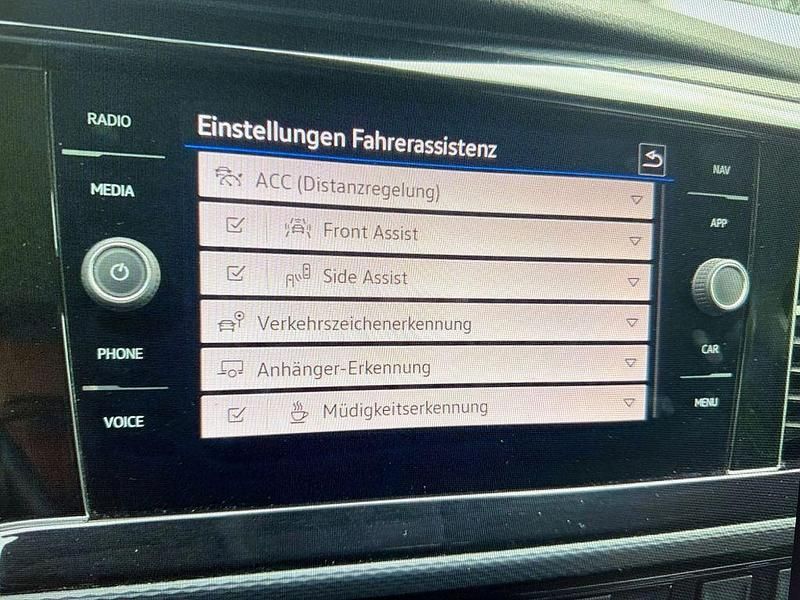 RADIO
MEDIA
PHONE
VOICE
Einstellungen Fahrerassistenz
ACC (Distanzregelung)
Front Assist
Side Assist
Verkehrszeichenerkennung
Anhänger-Erkennung
Müdigkeitserkennung
NAV
APP
CAR
MENU